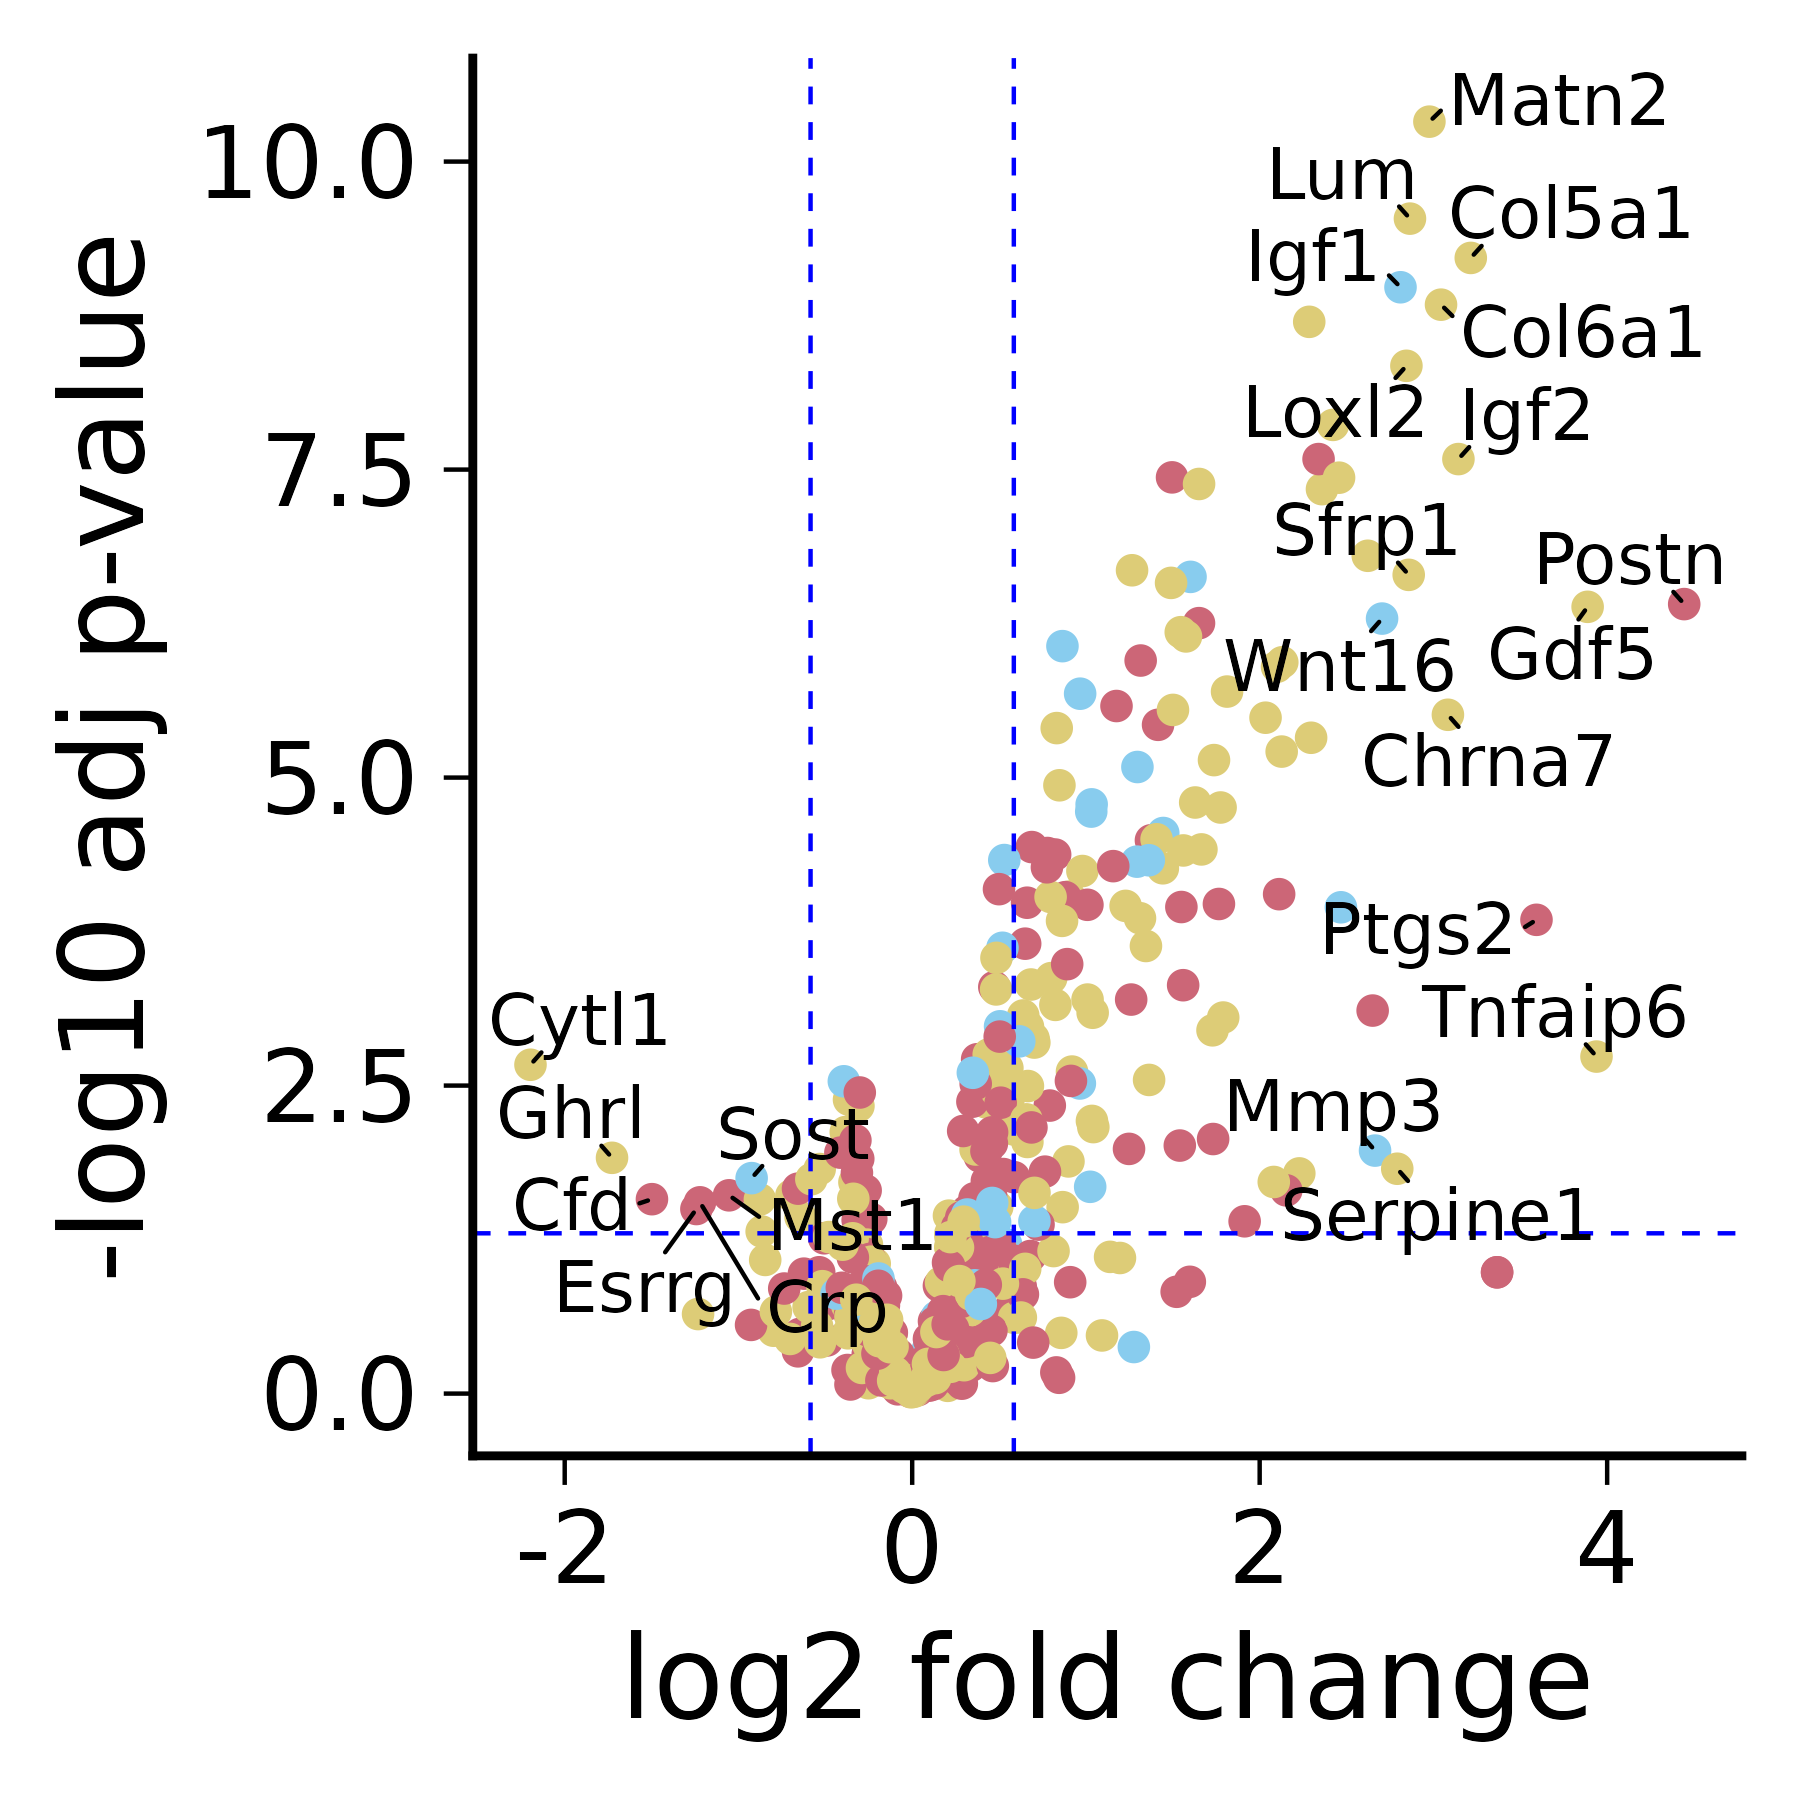 Matn2
Lum
Col5a1
Igf1
Col6a1
Loxl2
Igf2
Sfrp1
Postn
Wnt16
Gdf5
Chrna7
Ptgs2
Tnfaip6
Cytl1
Ghrl
Sost
Mmp3
Cfd
Mst1
Serpine1
Esrrg
Crp
-log10 adj p-value
10.0
7.5
5.0
2.5
0.0
-2 0 2 4
log2 fold change